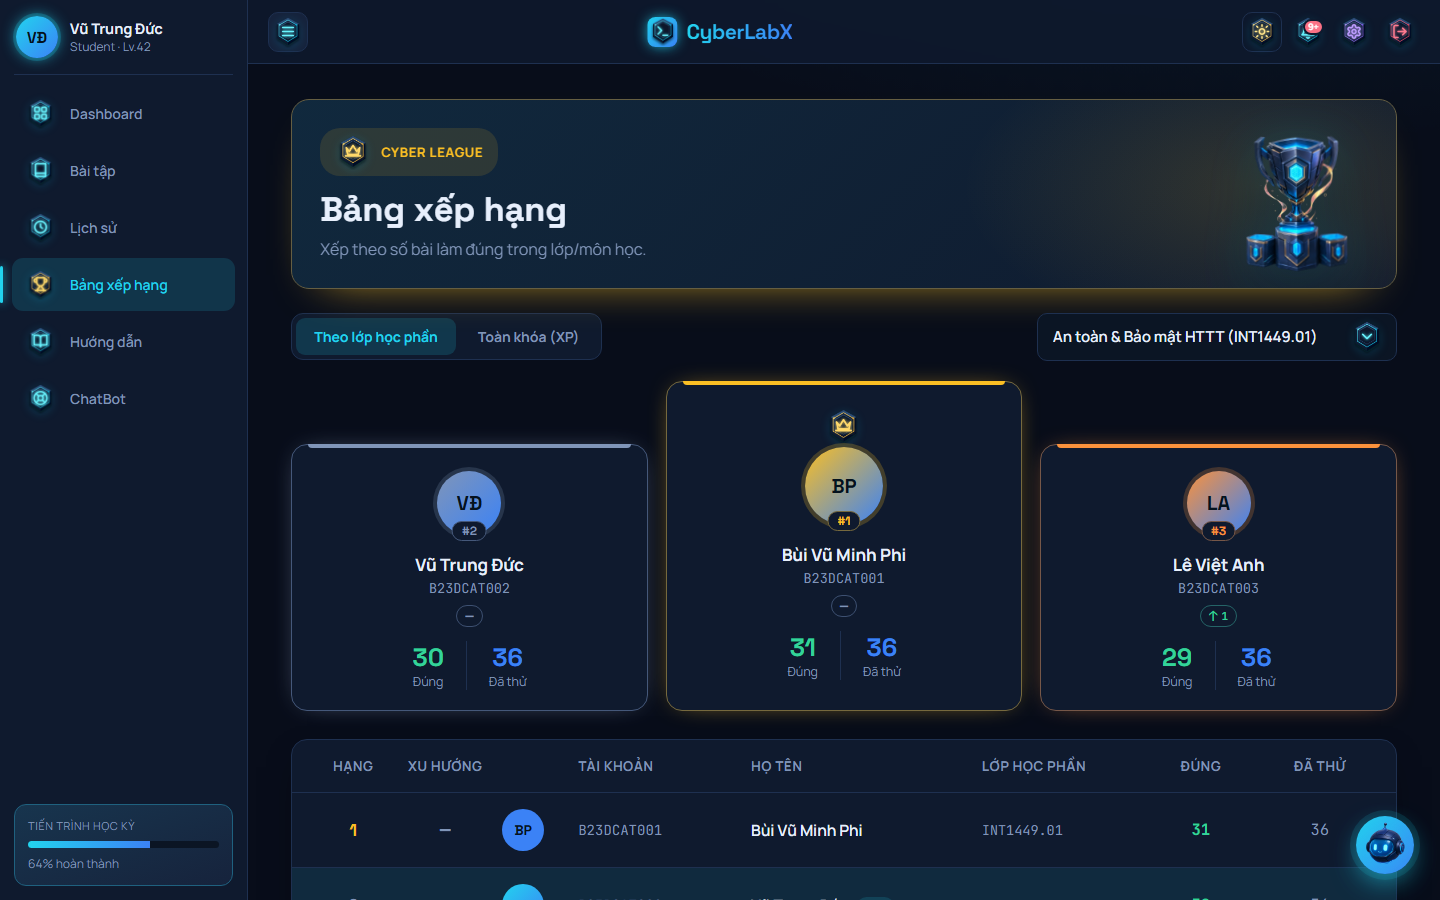 VĐ
Vũ Trung Đức
Student · Lv.42
Dashboard
Bài tập
Lịch sử
Bảng xếp hạng
Hướng dẫn
ChatBot
TIẾN TRÌNH HỌC KỲ
64% hoàn thành
CyberLabX
9+
CYBER LEAGUE
Bảng xếp hạng
Xếp theo số bài làm đúng trong lớp/môn học.
Theo lớp học phần
Toàn khóa (XP)
An toàn & Bảo mật HTTT (INT1449.01)
VĐ
#2
Vũ Trung Đức
B23DCAT002
–
30 36
Đúng Đã thử
BP
#1
Bùi Vũ Minh Phi
B23DCAT001
–
31 36
Đúng Đã thử
LA
#3
Lê Việt Anh
B23DCAT003
↑ 1
29 36
Đúng Đã thử
HẠNG XU HƯỚNG TÀI KHOẢN HỌ TÊN LỚP HỌC PHẦN ĐÚNG ĐÃ THỬ
1 – BP B23DCAT001 Bùi Vũ Minh Phi INT1449.01 31 36